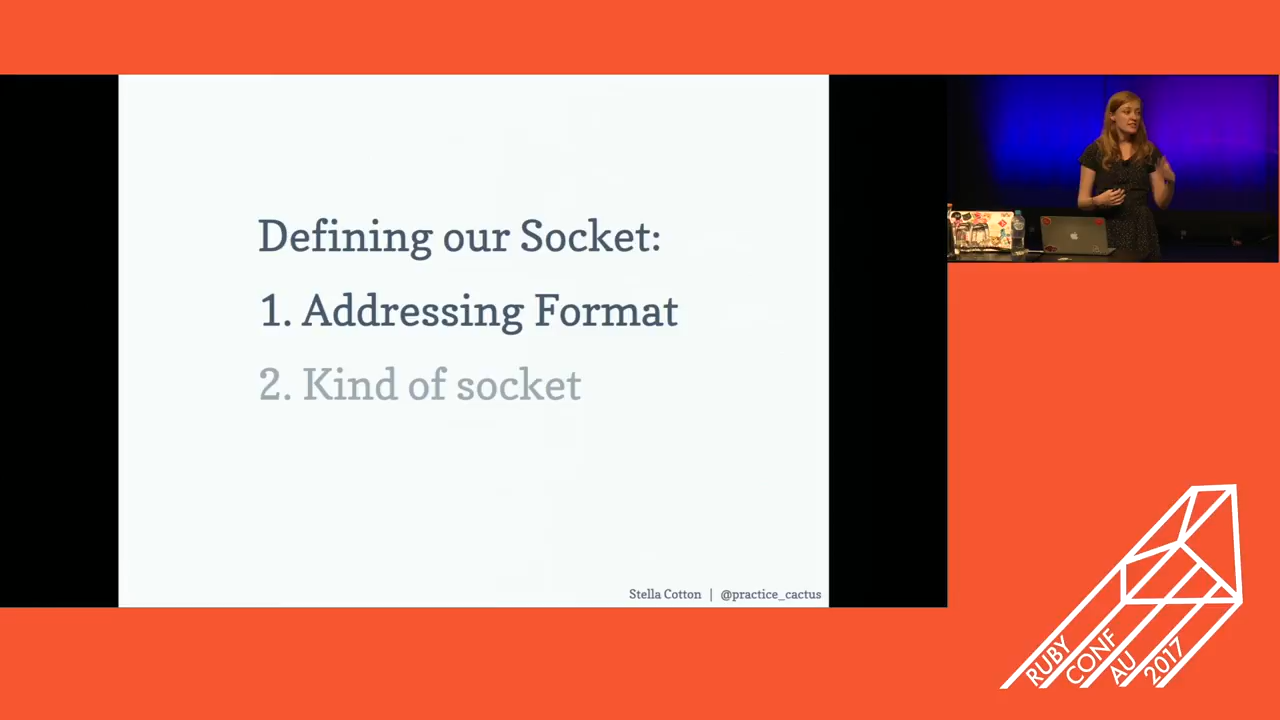 Defining our Socket:
1. Addressing Format
2. Kind of socket
Stella Cotton | @practice_cactus
RUBY
CONF
AU
2017